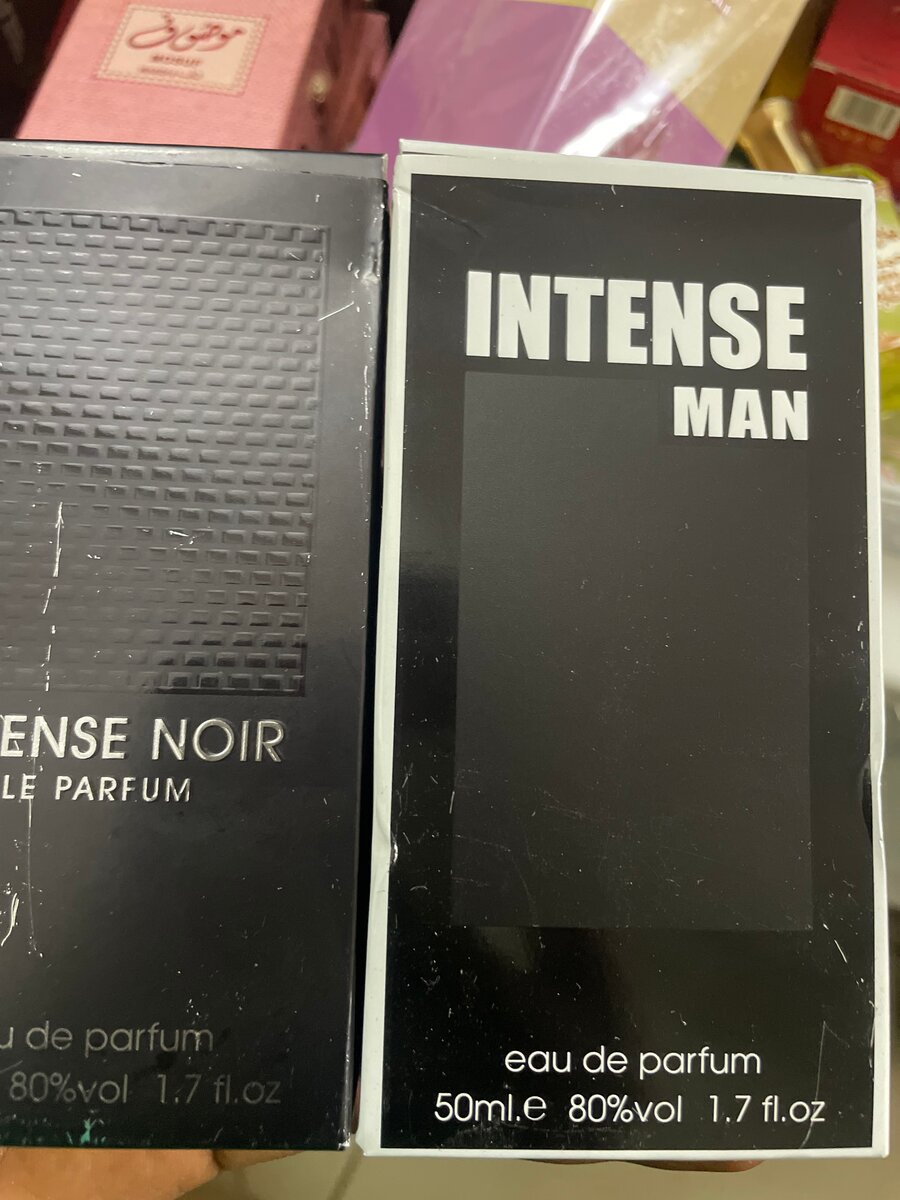 موصوف
ENSE NOIR
LE PARFUM
u de parfum
80%vol 1.7 fl.oz
INTENSE
MAN
eau de parfum
50ml.e 80%vol 1.7 fl.oz